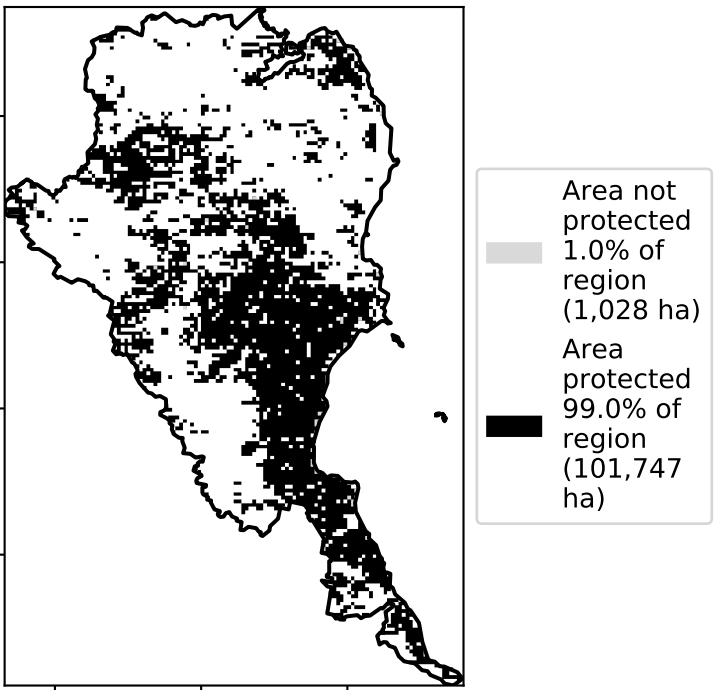 Area not
protected
1.0% of
region
(1,028 ha)
Area
protected
99.0% of
region
(101,747
ha)